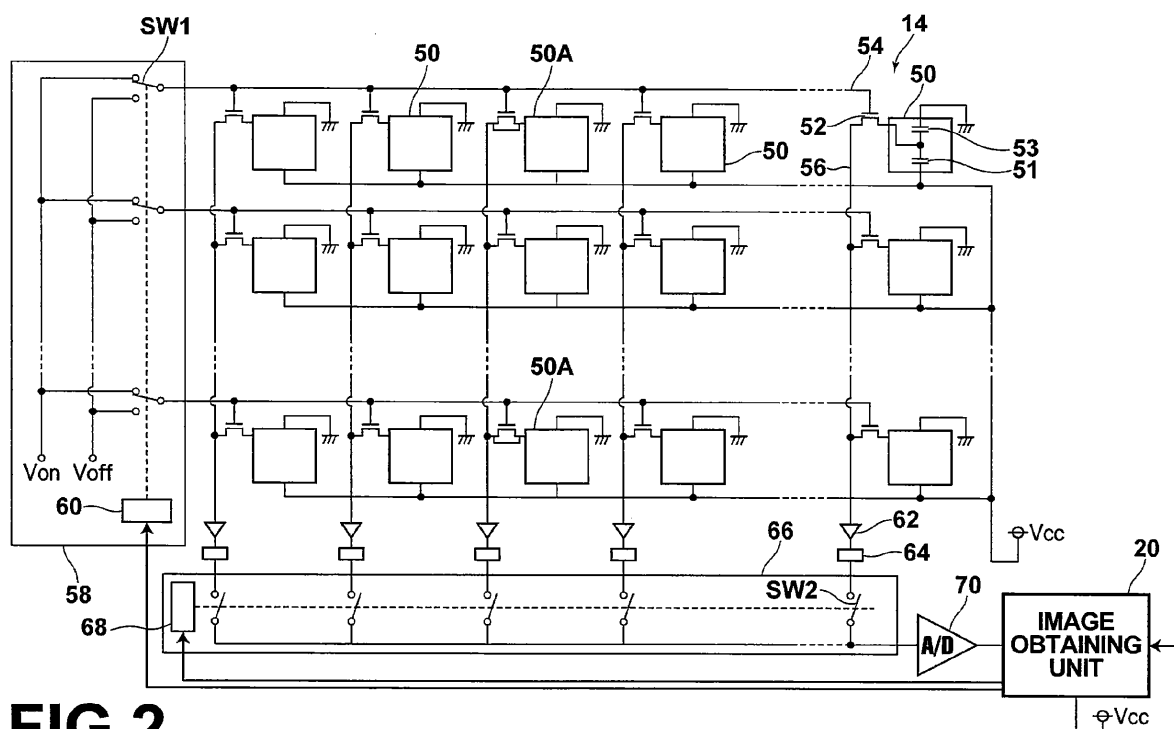 SW1
50
50A
54
14
50
52
53
50
56
51
50A
Von Voff
60
62
Vcc
66
64
20
58
SW2
70
68
A/D
IMAGE
OBTAINING
UNIT
FIG.2
Vcc